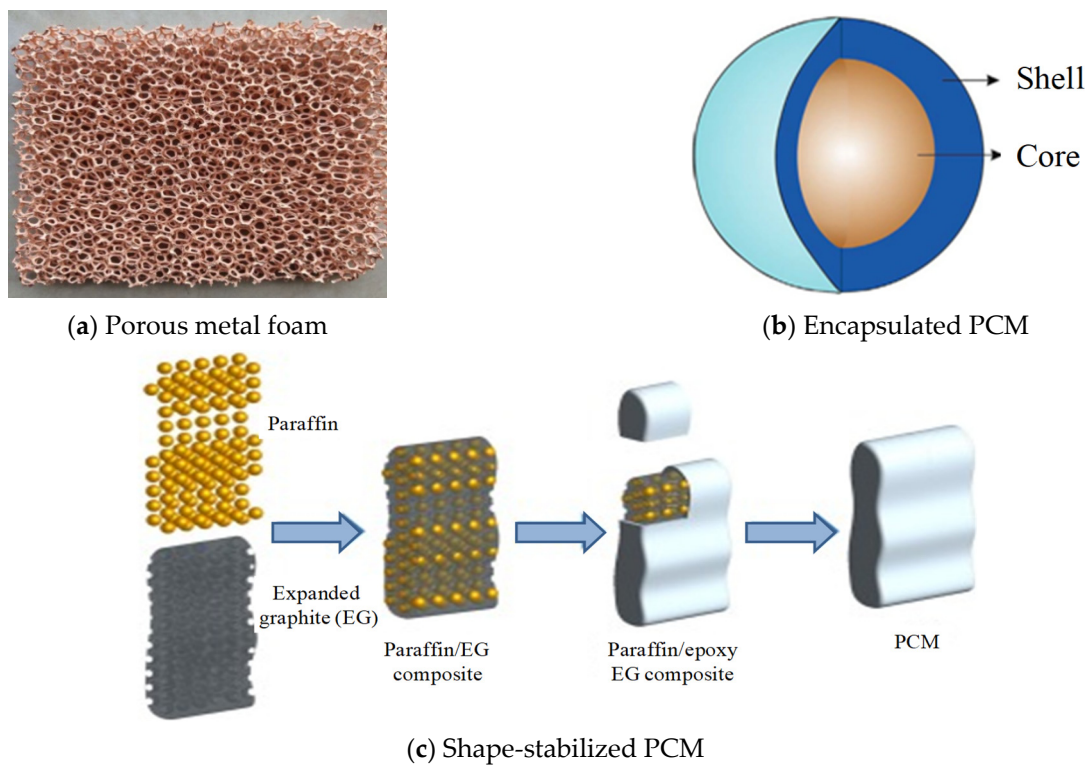 Shell
Core
(a) Porous metal foam
(b) Encapsulated PCM
Paraffin
Expanded
graphite (EG)
Paraffin/EG
composite
Paraffin/epoxy
EG composite
PCM
(c) Shape-stabilized PCM